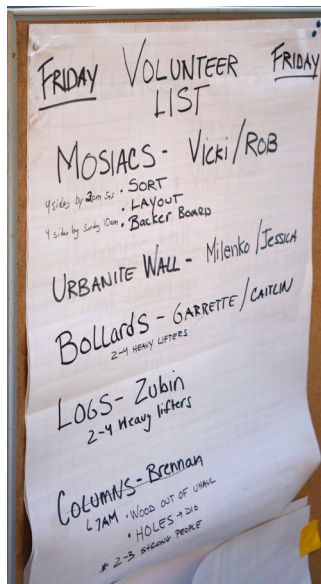 FRIDAY VOLUNTEER LIST FRIDAY
MOSIACS - Vicki/ROB
4 sides by 2pm Sat • SORT
• LAYOUT
4 sides by Sunday 10am • Backer Board
URBANITE WALL - Milenko/Jessica
Bollards - GARRETTE/CAITLIN
2-4 HEAVY LIFTERS
LOGS - Zubin
2-4 Heavy lifters
COLUMNS - Brennan
7AM • WOOD OUT OF UHAUL
• HOLES → DIG
* 2-3 STRONG PEOPLE